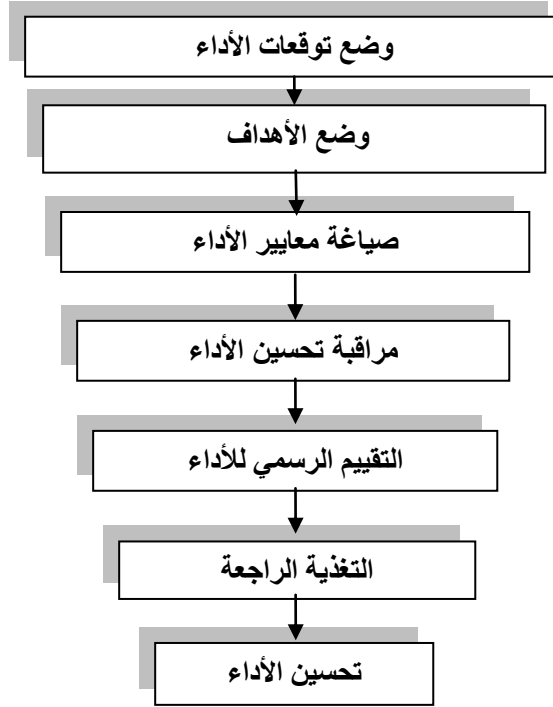 وضع توقعات الأداء
وضع الأهداف
صياغة معايير الأداء
مراقبة تحسين الأداء
التقييم الرسمي للأداء
التغذية الراجعة
تحسين الأداء